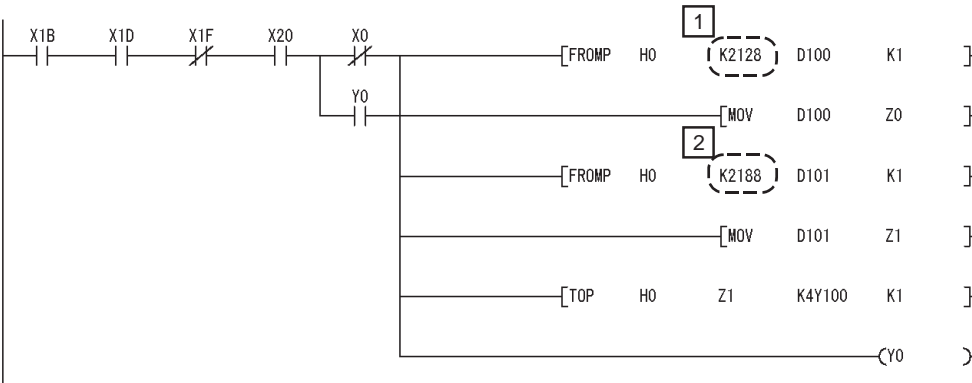 1
X1B X1D X1F X20 X0 [FROMP H0 K2128 D100 K1 ]
Y0 [MOV D100 Z0 ]
2
[FROMP H0 K2188 D101 K1 ]
[MOV D101 Z1 ]
[TOP H0 Z1 K4Y100 K1 ]
(Y0 )